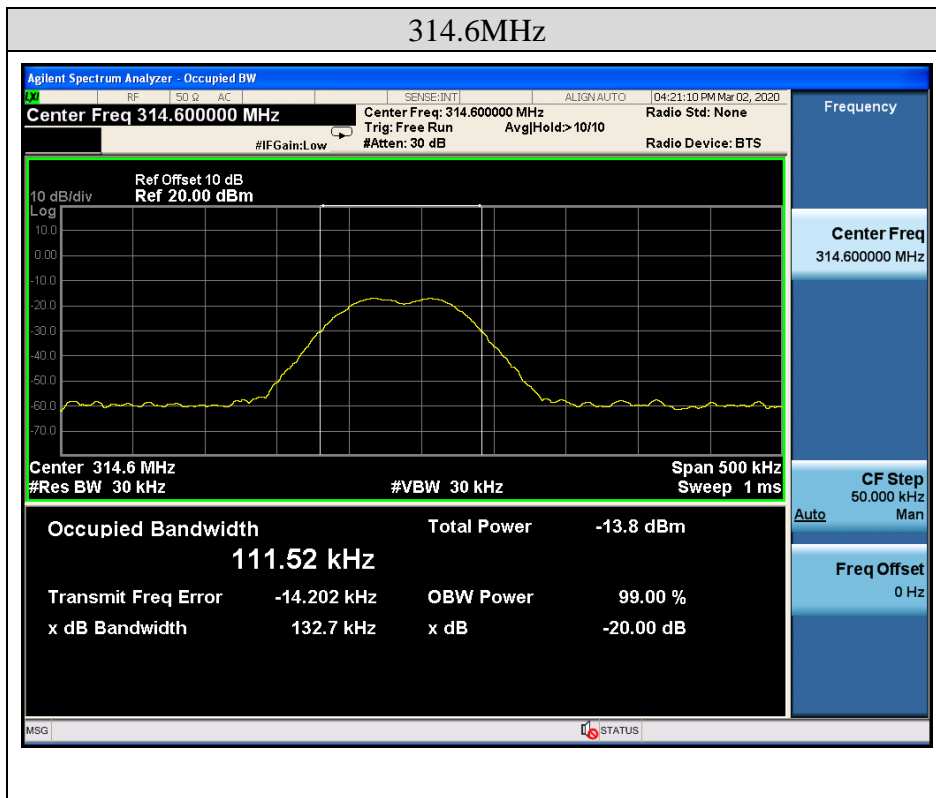 314.6MHz
Agilent Spectrum Analyzer - Occupied BW
LXI RF 50 Ω AC SENSE:INT ALIGN AUTO 04:21:10 PM Mar 02, 2020
Center Freq 314.600000 MHz
Center Freq: 314.600000 MHz Radio Std: None
Trig: Free Run Avg|Hold:> 10/10
#IFGain:Low #Atten: 30 dB Radio Device: BTS
Ref Offset 10 dB
10 dB/div Ref 20.00 dBm
Log
10.0
0.00
-10.0
-20.0
-30.0
-40.0
-50.0
-60.0
-70.0
Center 314.6 MHz Span 500 kHz
#Res BW 30 kHz #VBW 30 kHz Sweep 1 ms
Occupied Bandwidth Total Power -13.8 dBm
111.52 kHz
Transmit Freq Error -14.202 kHz OBW Power 99.00 %
x dB Bandwidth 132.7 kHz x dB -20.00 dB
Frequency
Center Freq
314.600000 MHz
CF Step
50.000 kHz
Auto Man
Freq Offset
0 Hz
MSG STATUS